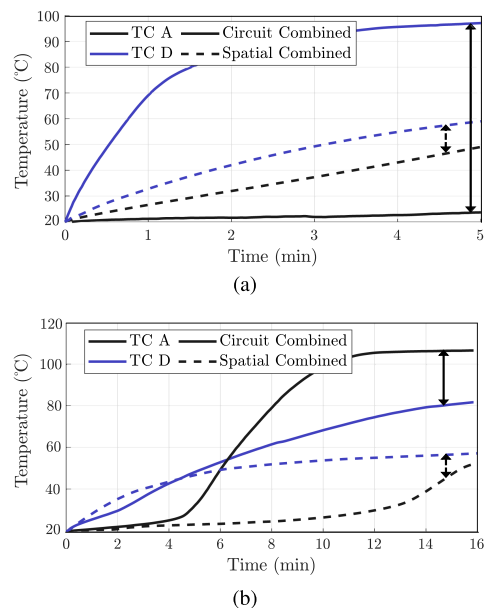 100
90
80
70
60
50
40
30
20
Temperature (°C)
TC A Circuit Combined
TC D Spatial Combined
0 1 2 3 4 5
Time (min)
(a)
120
100
80
60
40
20
Temperature (°C)
TC A Circuit Combined
TC D Spatial Combined
0 2 4 6 8 10 12 14 16
Time (min)
(b)